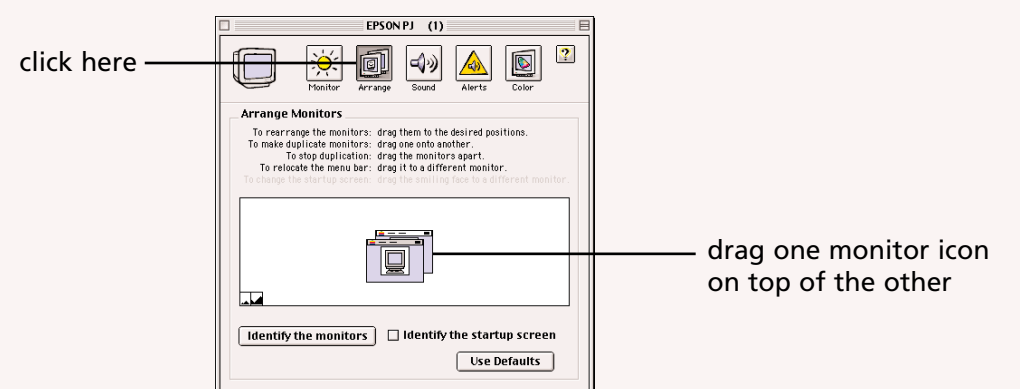 EPSON PJ (1)
click here
Monitor Arrange Sound Alerts Color
?
Arrange Monitors
To rearrange the monitors: drag them to the desired positions.
To make duplicate monitors: drag one onto another.
To stop duplication: drag the monitors apart.
To relocate the menu bar: drag it to a different monitor.
To change the startup screen: drag the smiling face to a different monitor.
drag one monitor icon
on top of the other
Identify the monitors Identify the startup screen
Use Defaults